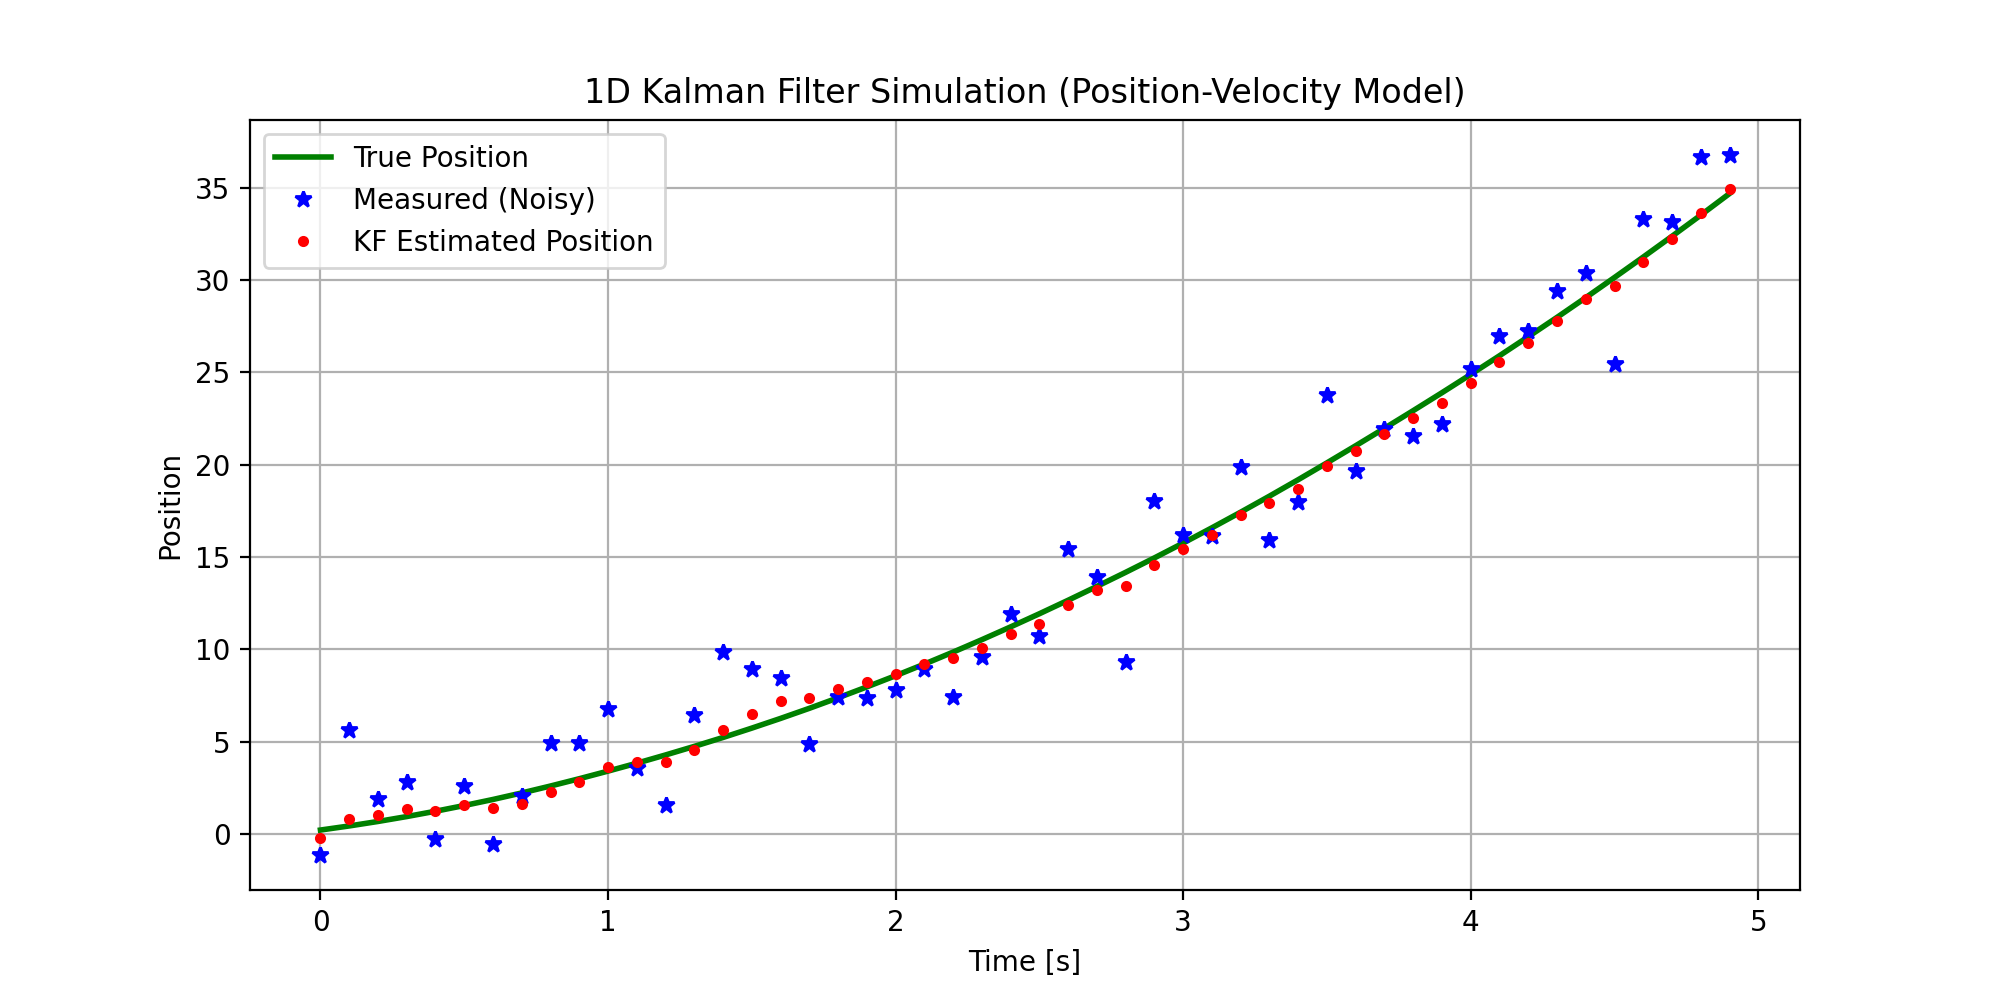 1D Kalman Filter Simulation (Position-Velocity Model)
True Position
Measured (Noisy)
KF Estimated Position
35
30
25
20
15
10
5
0
Position
0 1 2 3 4 5
Time [s]